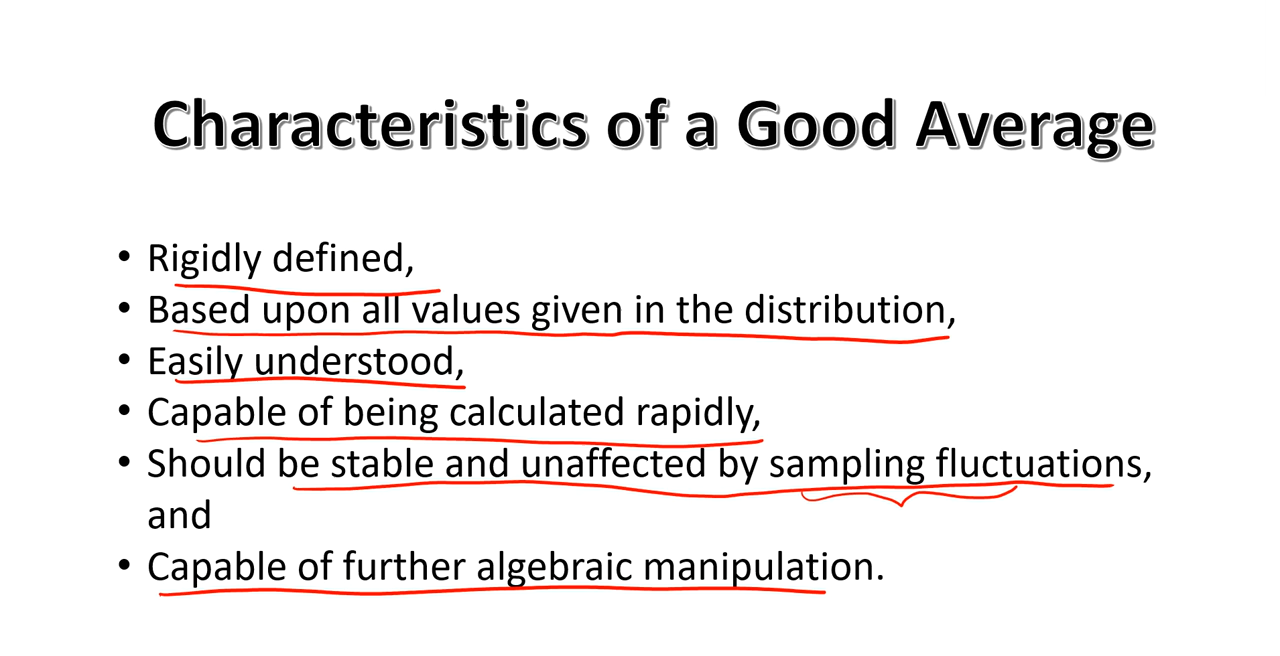 Characteristics of a Good Average
• Rigidly defined,
• Based upon all values given in the distribution,
• Easily understood,
• Capable of being calculated rapidly,
• Should be stable and unaffected by sampling fluctuations,
and
• Capable of further algebraic manipulation.